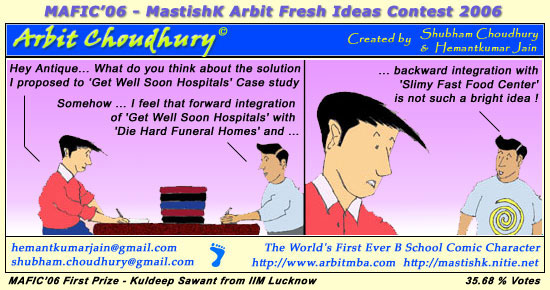 MAFIC'06 - MastishK Arbit Fresh Ideas Contest 2006
Arbit Choudhury©
Created by Shubham Choudhury
& Hemantkumar Jain
Hey Antique... What do you think about the solution
I proposed to 'Get Well Soon Hospitals' Case study
Somehow ... I feel that forward integration
of 'Get Well Soon Hospitals' with
'Die Hard Funeral Homes' and ...
... backward integration with
'Slimy Fast Food Center'
is not such a bright idea !
hemantkumarjain@gmail.com
shubham.choudhury@gmail.com
The World's First Ever B School Comic Character
http://www.arbitmba.com http://mastishk.nitie.net
MAFIC'06 First Prize - Kuldeep Sawant from IIM Lucknow
35.68 % Votes